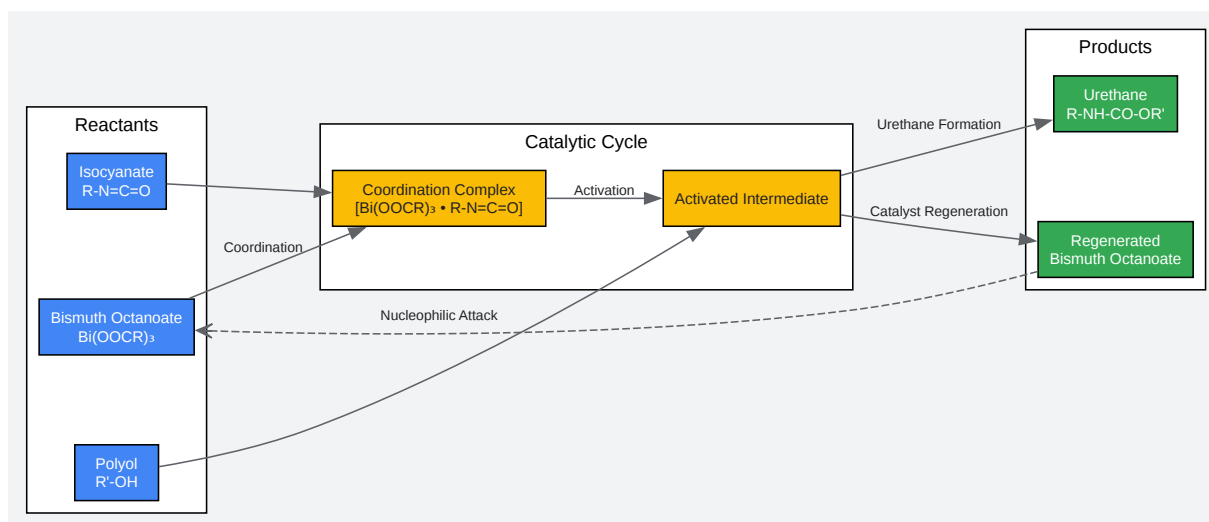 Reactants
Isocyanate
R-N=C=O
Coordination
Bismuth Octanoate
Bi(OOCR)₃
Polyol
R'-OH
Catalytic Cycle
Coordination Complex
[Bi(OOCR)₃ • R-N=C=O]
Activation
Activated Intermediate
Nucleophilic Attack
Urethane Formation
Catalyst Regeneration
Products
Urethane
R-NH-CO-OR'
Regenerated
Bismuth Octanoate